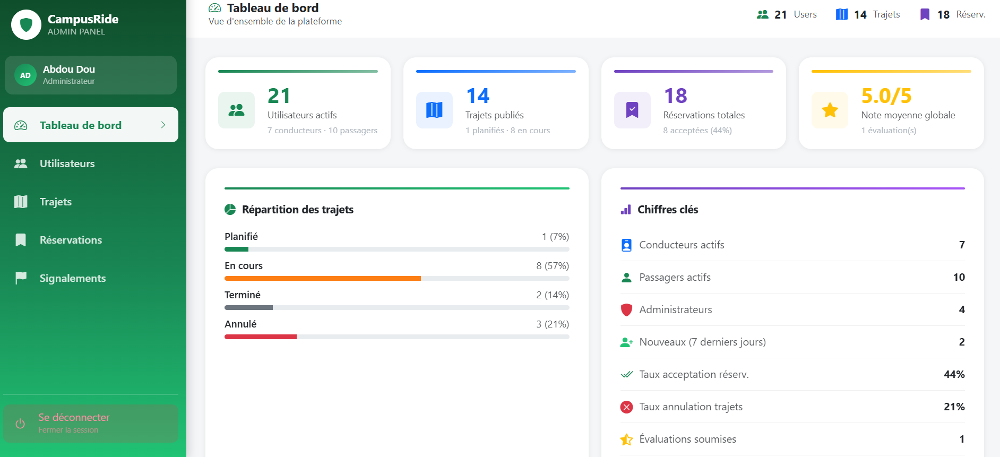 CampusRide
ADMIN PANEL
AD
Abdou Dou
Administrateur
Tableau de bord
Utilisateurs
Trajets
Réservations
Signalements
Se déconnecter
Fermer la session
Tableau de bord
Vue d'ensemble de la plateforme
21 Users
14 Trajets
18 Réserv.
21
Utilisateurs actifs
7 conducteurs · 10 passagers
14
Trajets publiés
1 planifiés · 8 en cours
18
Réservations totales
8 acceptées (44%)
5.0/5
Note moyenne globale
1 évaluation(s)
Répartition des trajets
Planifié 1 (7%)
En cours 8 (57%)
Terminé 2 (14%)
Annulé 3 (21%)
Chiffres clés
Conducteurs actifs 7
Passagers actifs 10
Administrateurs 4
Nouveaux (7 derniers jours) 2
Taux acceptation réserv. 44%
Taux annulation trajets 21%
Évaluations soumises 1